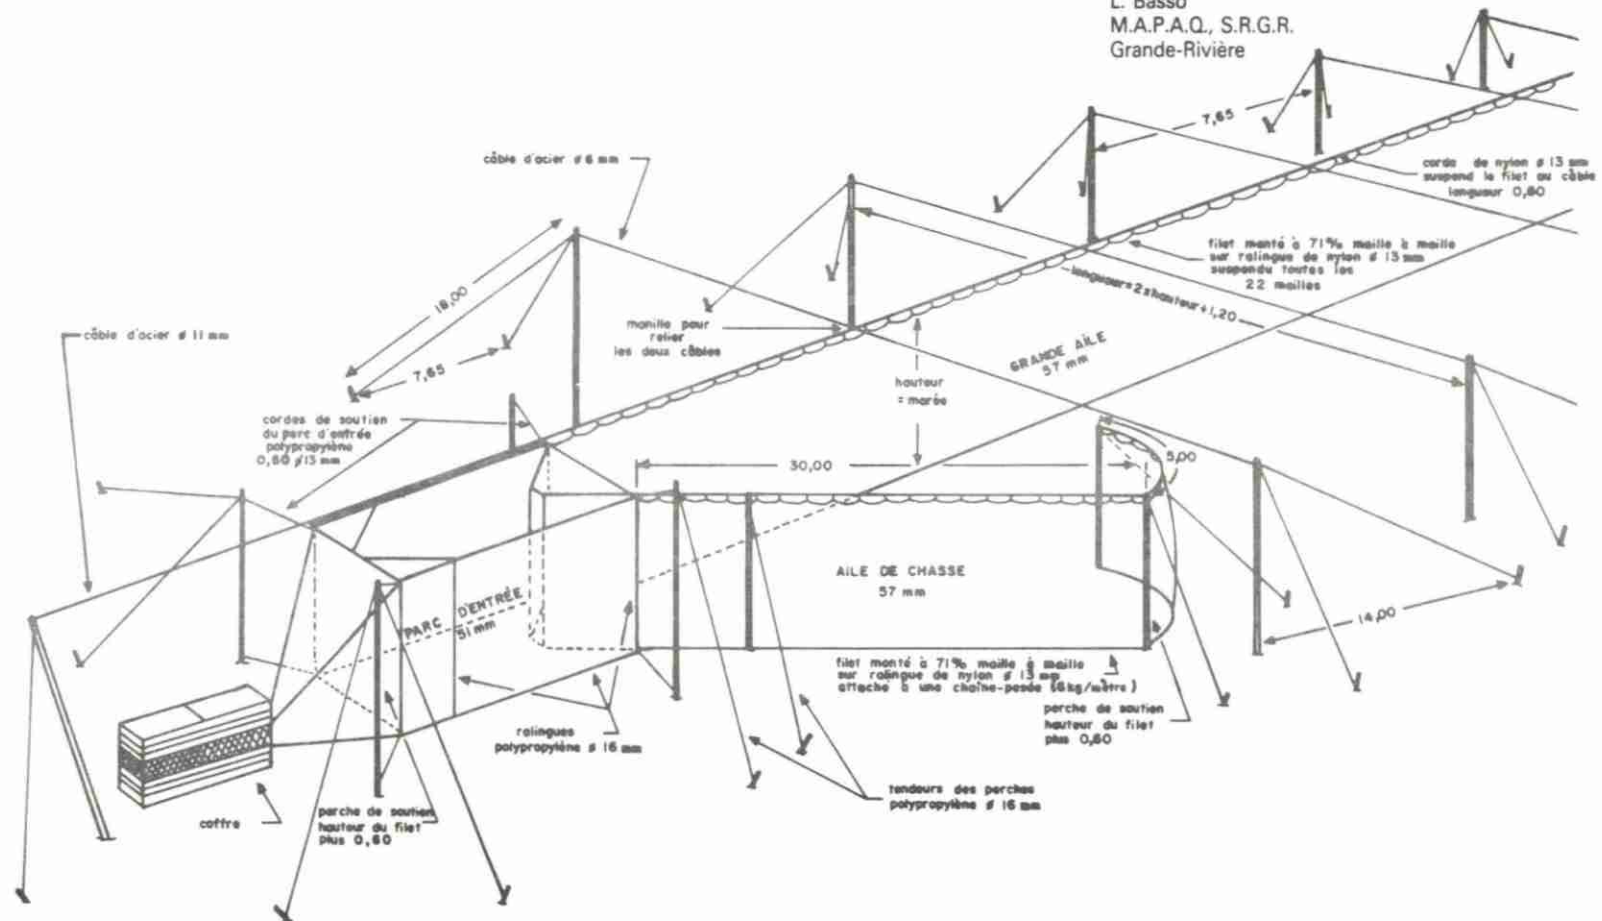 L. Basso
M.A.P.A.Q., S.R.G.R.
Grande-Rivière
7,65
câble d'acier ø 6 mm
corde de nylon ø 13 mm
suspend le filet au câble
longueur 0,60
filet monté à 71% maille à maille
sur ralingue de nylon ø 13 mm
suspendu toutes les
22 mailles
longueur=2xhauteur+1,20
18,00
câble d'acier ø 11 mm
manille pour
relier
les deux câbles
7,65
GRANDE AÎLE
57 mm
hauteur
= marée
cordes de soutien
du parc d'entrée
polypropylène
0,60 ø 13 mm
30,00
5,00
AILE DE CHASSE
57 mm
PARC D'ENTRÉE
51 mm
14,00
filet monté à 71% maille à maille
sur ralingue de nylon ø 13 mm
attaché à une chaîne-pesée (6kg/mètre)
perche de soutien
hauteur du filet
plus 0,60
ralingues
polypropylène ø 16 mm
tendeurs des perches
polypropylène ø 16 mm
coffre
perche de soutien
hauteur du filet
plus 0,60